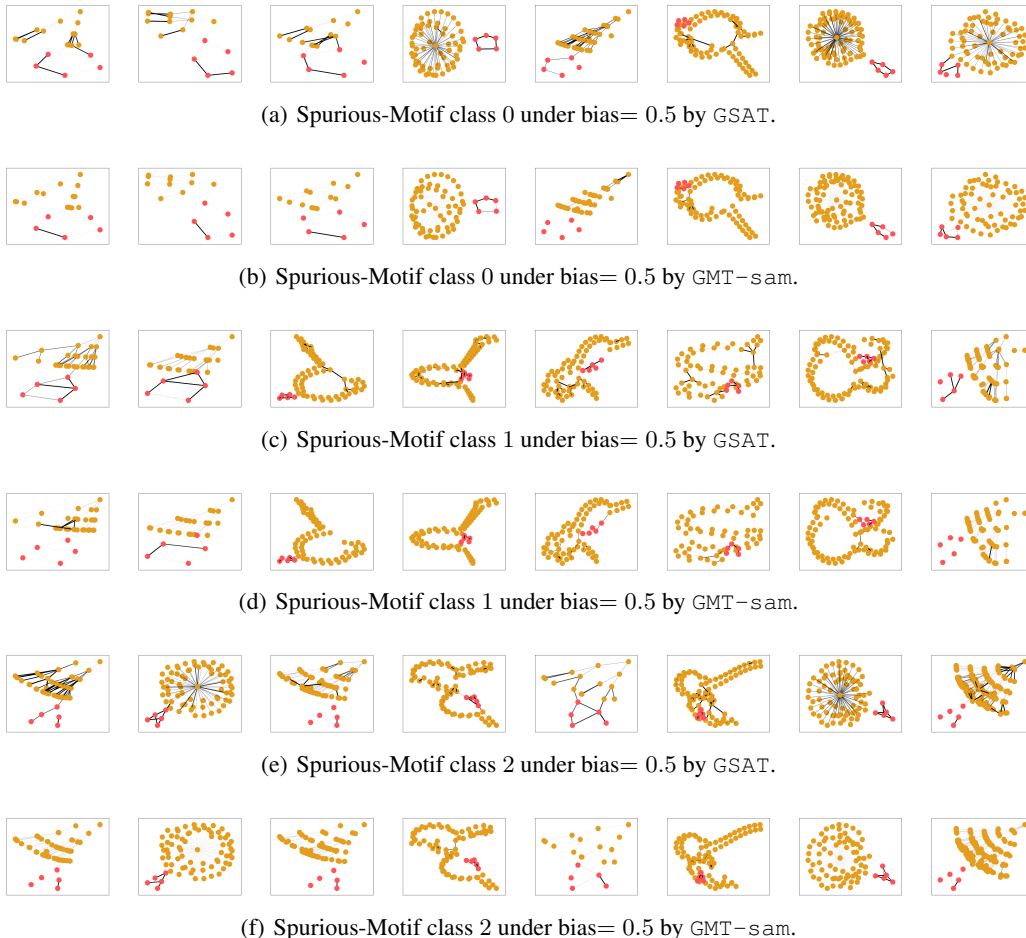 (a) Spurious-Motif class 0 under bias= 0.5 by GSAT.
(b) Spurious-Motif class 0 under bias= 0.5 by GMT-sam.
(c) Spurious-Motif class 1 under bias= 0.5 by GSAT.
(d) Spurious-Motif class 1 under bias= 0.5 by GMT-sam.
(e) Spurious-Motif class 2 under bias= 0.5 by GSAT.
(f) Spurious-Motif class 2 under bias= 0.5 by GMT-sam.